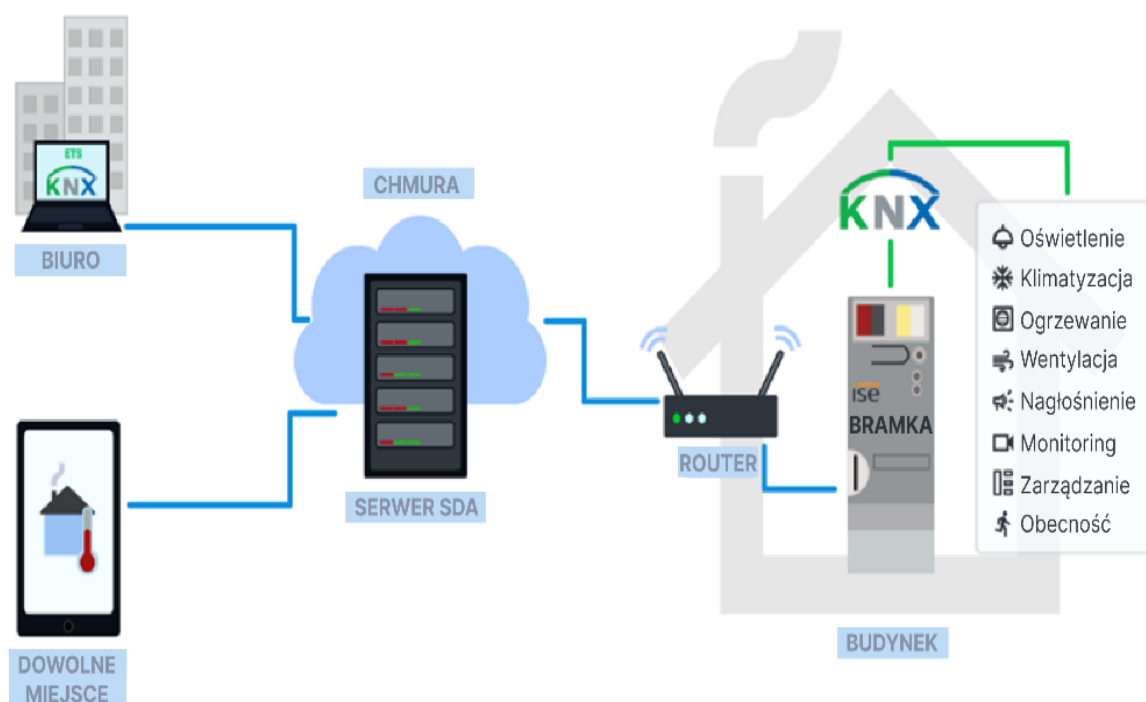 ETS
KNX
BIURO
CHMURA
SERWER SDA
DOWOLNE
MIEJSCE
ROUTER
KNX
ise
BRAMKA
BUDYNEK
Oświetlenie
Klimatyzacja
Ogrzewanie
Wentylacja
Nagłośnienie
Monitoring
Zarządzanie
Obecność